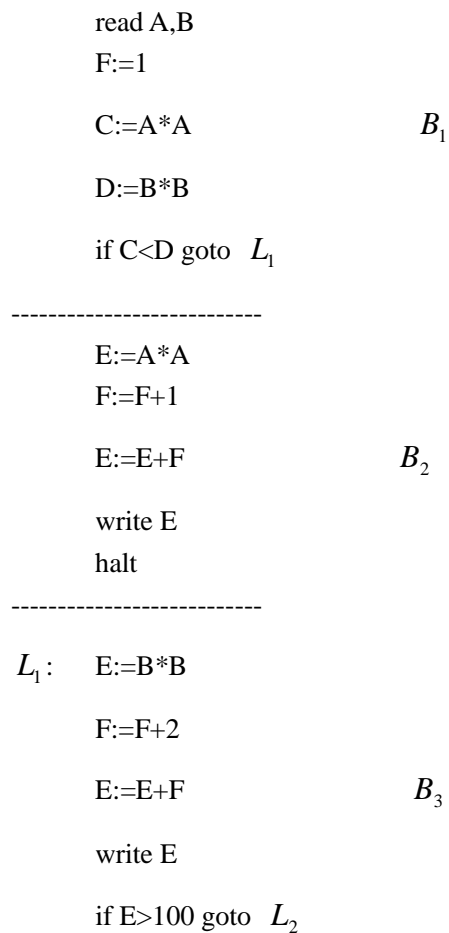 read A,B
F:=1
C:=A*A B₁
D:=B*B
if C<D goto L₁
---------------------------
E:=A*A
F:=F+1
E:=E+F B₂
write E
halt
---------------------------
L₁: E:=B*B
F:=F+2
E:=E+F B₃
write E
if E>100 goto L₂